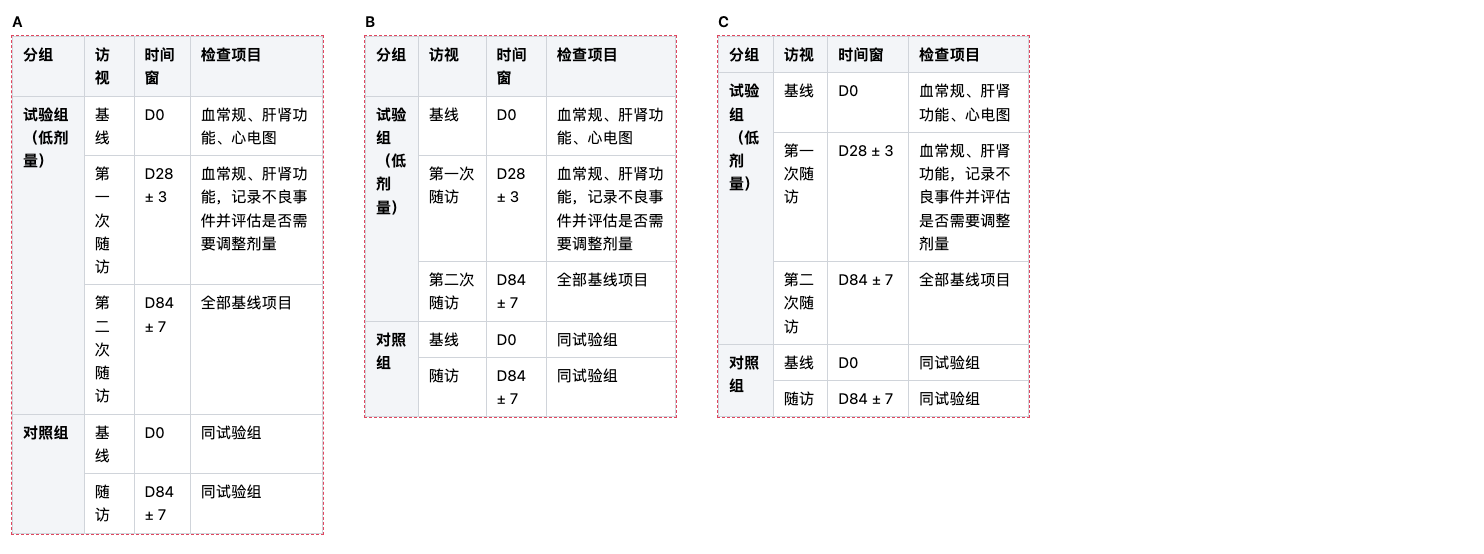 A
分组 访视 时间窗 检查项目
试验组（低剂量） 基线 D0 血常规、肝肾功能、心电图
第一次随访 D28 ± 3 血常规、肝肾功能，记录不良事件并评估是否需要调整剂量
第二次随访 D84 ± 7 全部基线项目
对照组 基线 D0 同试验组
随访 D84 ± 7 同试验组
B
分组 访视 时间窗 检查项目
试验组（低剂量） 基线 D0 血常规、肝肾功能、心电图
第一次随访 D28 ± 3 血常规、肝肾功能，记录不良事件并评估是否需要调整剂量
第二次随访 D84 ± 7 全部基线项目
对照组 基线 D0 同试验组
随访 D84 ± 7 同试验组
C
分组 访视 时间窗 检查项目
试验组（低剂量） 基线 D0 血常规、肝肾功能、心电图
第一次随访 D28 ± 3 血常规、肝肾功能，记录不良事件并评估是否需要调整剂量
第二次随访 D84 ± 7 全部基线项目
对照组 基线 D0 同试验组
随访 D84 ± 7 同试验组